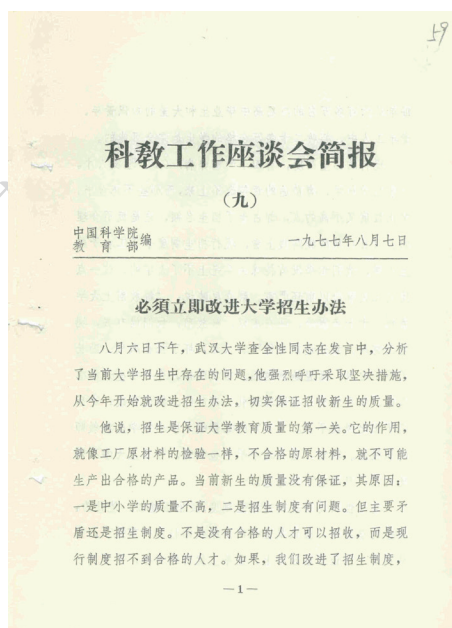 59
科教工作座谈会简报
（九）
中国科学院
教育部 编
一九七七年八月七日
必须立即改进大学招生办法
八月六日下午，武汉大学查全性同志在发言中，分析
了当前大学招生中存在的问题，他强烈呼吁采取坚决措施，
从今年开始就改进招生办法，切实保证招收新生的质量。
他说，招生是保证大学教育质量的第一关。它的作用，
就像工厂原材料的检验一样，不合格的原材料，就不可能
生产出合格的产品。当前新生的质量没有保证，其原因：
一是中小学的质量不高，二是招生制度有问题。但主要矛
盾还是招生制度。不是没有合格的人才可以招收，而是现
行制度招不到合格的人才。如果，我们改进了招生制度，
—1—